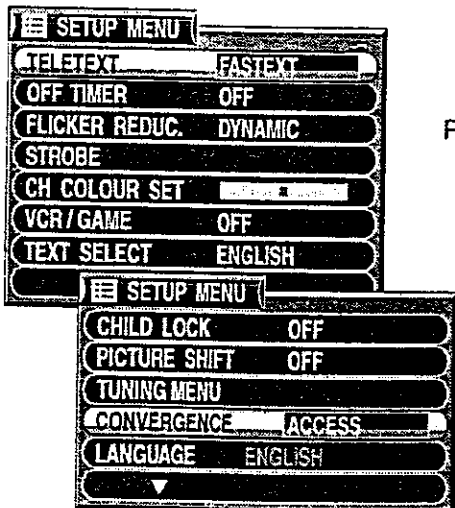 SETUP MENU
TELETEXT FASTEXT
OFF TIMER OFF
FLICKER REDUC. DYNAMIC
STROBE
CH COLOUR SET
VCR / GAME OFF
TEXT SELECT ENGLISH
SETUP MENU
CHILD LOCK OFF
PICTURE SHIFT OFF
TUNING MENU
CONVERGENCE ACCESS
LANGUAGE ENGLISH